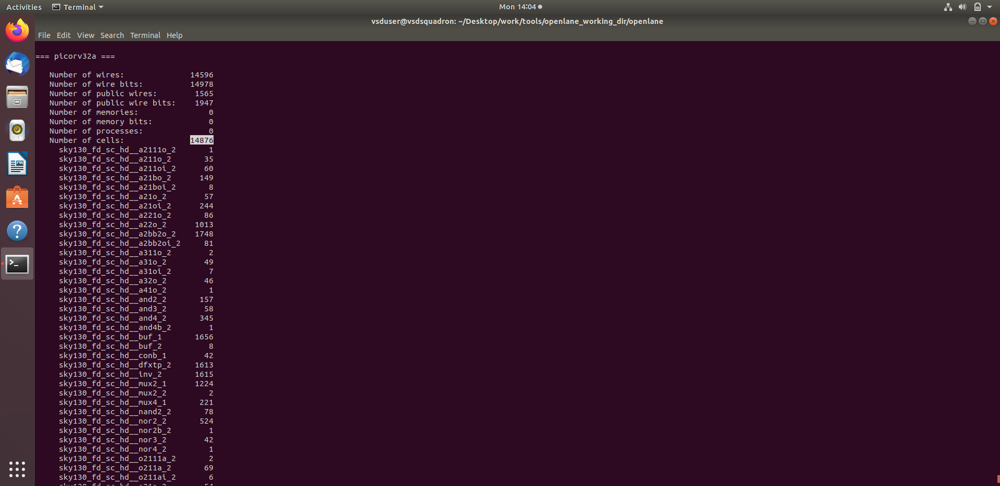 Activities Terminal Mon 14:04
vsduser@vsdsquadron: ~/Desktop/work/tools/openlane_working_dir/openlane
File Edit View Search Terminal Help
=== picorv32a ===
Number of wires: 14596
Number of wire bits: 14978
Number of public wires: 1565
Number of public wire bits: 1947
Number of memories: 0
Number of memory bits: 0
Number of processes: 0
Number of cells: 14876
sky130_fd_sc_hd__a2111o_2 1
sky130_fd_sc_hd__a211o_2 35
sky130_fd_sc_hd__a211oi_2 60
sky130_fd_sc_hd__a21bo_2 149
sky130_fd_sc_hd__a21boi_2 8
sky130_fd_sc_hd__a21o_2 57
sky130_fd_sc_hd__a21oi_2 244
sky130_fd_sc_hd__a221o_2 86
sky130_fd_sc_hd__a22o_2 1013
sky130_fd_sc_hd__a2bb2o_2 1748
sky130_fd_sc_hd__a2bb2oi_2 81
sky130_fd_sc_hd__a311o_2 2
sky130_fd_sc_hd__a31o_2 49
sky130_fd_sc_hd__a31oi_2 7
sky130_fd_sc_hd__a32o_2 46
sky130_fd_sc_hd__a41o_2 1
sky130_fd_sc_hd__and2_2 157
sky130_fd_sc_hd__and3_2 58
sky130_fd_sc_hd__and4_2 345
sky130_fd_sc_hd__and4b_2 1
sky130_fd_sc_hd__buf_1 1656
sky130_fd_sc_hd__buf_2 8
sky130_fd_sc_hd__conb_1 42
sky130_fd_sc_hd__dfxtp_2 1613
sky130_fd_sc_hd__inv_2 1615
sky130_fd_sc_hd__mux2_1 1224
sky130_fd_sc_hd__mux2_2 2
sky130_fd_sc_hd__mux4_1 221
sky130_fd_sc_hd__nand2_2 78
sky130_fd_sc_hd__nor2_2 524
sky130_fd_sc_hd__nor2b_2 1
sky130_fd_sc_hd__nor3_2 42
sky130_fd_sc_hd__nor4_2 1
sky130_fd_sc_hd__o2111a_2 2
sky130_fd_sc_hd__o211a_2 69
sky130_fd_sc_hd__o211ai_2 6